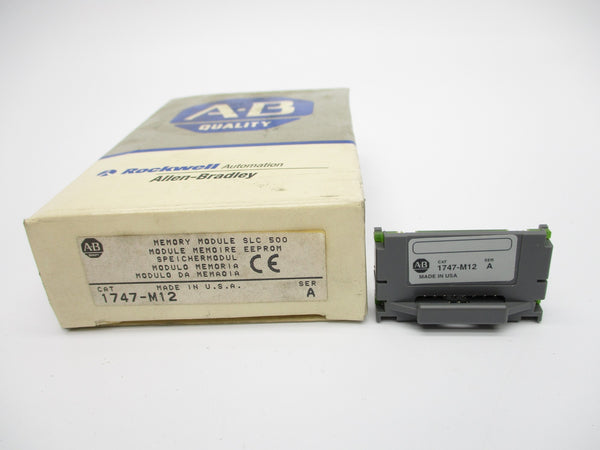 A·B
QUALITY
Rockwell Automation
Allen-Bradley
AB
MEMORY MODULE SLC 500
MODULE MEMOIRE EEPROM
SPEICHERMODUL
MODULO MEMORIA
MODULO DA MEMADIA
CE
CAT
MADE IN U.S.A.
SER
1747-M12
A
AB
CAT
SER
1747-M12
A
MADE IN USA